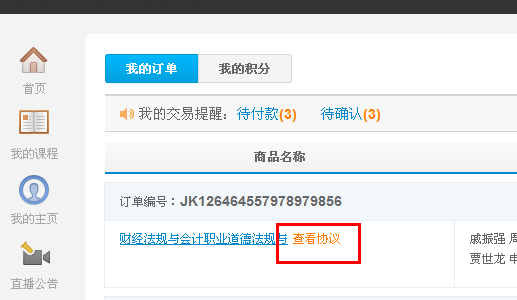 首页
我的课程
我的主页
直播公告
我的订单 我的积分
我的交易提醒：待付款(3) 待确认(3)
商品名称
订单编号：JK126464557978979856
财经法规与会计职业道德法规与 查看协议
戚振强 周
贾世龙 申